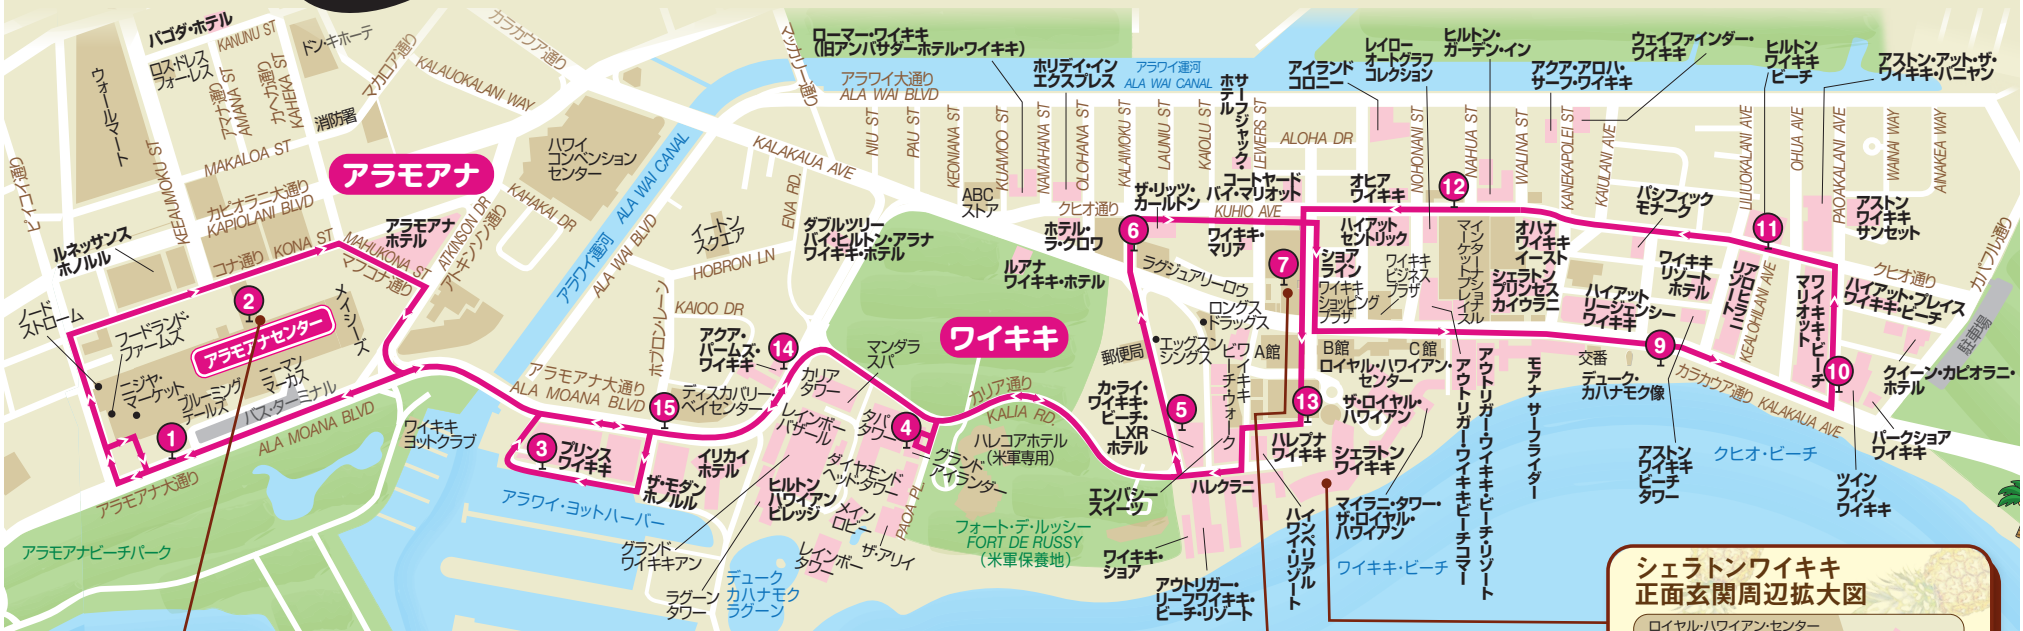 パゴダ・ホテル
KANUNU ST
ロス・ドレス
フォーレス
ドン・キホーテ
ウォールマート
アマナ通り
AMANA ST
カヘカ通り
KAHEKA ST
消防署
マカロア通り
MAKALOA ST
KEEAUMOKU ST
カラカウア通り
KALAUOKALANI WAY
カピオラニ大通り
KAPIOLANI BLVD
アラモアナ
ハワイ
コンベンション
センター
KAHAKAI DR
アラモアナ
ホテル
ATKINSON DR
アトキンソン通り
コナ通り
KONA ST
MAHUKONA ST
マフコナ通り
ルネッサンス
ホノルル
ノード
ストローム
フードランド・
ファームズ
2
メイシーズ
アラモアナセンター
ニジヤ・
マーケット
ブルーミング
デールズ
ニーマン
マーカス
バス・ターミナル
1
ALA MOANA BLVD
アラモアナ大通り
アラモアナビーチパーク
アラワイ運河
ALA WAI CANAL
ALA WAI BLVD
マッカリー通り
KALAKAUA AVE
イートン
スクエア
HOBRON LN
ホブロン・レーン
KAIOO DR
ENA RD.
ダブルツリー
バイ・ヒルトン・アラナ
ワイキキ・ホテル
アラモアナ大通り
ALA MOANA BLVD
アクア・
パームズ・
ワイキキ
14
15
ディスカバリー・
ベイセンター
ワイキキ
ヨットクラブ
3
プリンス
ワイキキ
イリカイ
ホテル
ザ・モダン
ホノルル
アラワイ・ヨットハーバー
グランド
ワイキキアン
ラグーン
タワー
デューク
カハナモク
ラグーン
カリア
タワー
マンダラ
スパ
レインボー
バザール
タパ
タワー
4
ヒルトン
ハワイアン
ビレッジ
ダイヤモンド
ヘッド・タワー
メイン
ロビー
レインボー
タワー
ザ・アリイ
PAOA PL.
グランド
アイランダー
ワイキキ
カリア通り
KALIA RD.
ハレコアホテル
(米軍専用)
フォート・デ・ルッシー
FORT DE RUSSY
(米軍保養地)
ローマー・ワイキキ
(旧アンバサダーホテル・ワイキキ)
アラワイ大通り
ALA WAI BLVD
ホリデイ・イン
エクスプレス
アラワイ運河
ALA WAI CANAL
サーフジャック・
ホテル
アイランド
コロニー
レイロー
オートグラフ
コレクション
ヒルトン・
ガーデン・イン
アクア・アロハ・
サーフ・ワイキキ
ウェイファインダー・
ワイキキ
ヒルトン
ワイキキ
ビーチ
アストン・アット・ザ・
ワイキキ・バニヤン
NIU ST
PAU ST
KEONIANA ST
KUAMOO ST
NAMAHANA ST
OLOHANA ST
KALAIMOKU ST
LAUNIU ST
KAIOLU ST
LEWERS ST
ALOHA DR
NOHONANI ST
NAHUA ST
WALINA ST
KANEKAPOLEI ST
KAIULANI AVE
LILIUOKALANI AVE
OHUA AVE
PAOAKALANI AVE
WAINAI WAY
AINAKEA WAY
ABC
ストア
クヒオ通り
KUHIO AVE
ホテル・
ラ・クロワ
ザ・リッツ・
カールトン
コートヤード・
バイ・マリオット
オヒア
ワイキキ
12
パシフィック
モナーク
11
アストン
ワイキキ
サンセット
6
ルアナ
ワイキキ・ホテル
ワイキキ・
マリア
ラグジュアリーロウ
7
ハイアット
セントリック
ショア
ライン
ワイキキ
ショッピング
プラザ
ワイキキ
ビジネス
プラザ
インターナショナル
マーケットプレイス
オハナ
ワイキキ
イースト
シェラトン
プリンセス
カイウラニ
ハイアット
リージェンシー
ワイキキ
ワイキキ
リゾート
ホテル
アロヒラニ
リゾート
KEALOHILANI AVE
ワイキキ・ビーチ・
マリオット
クヒオ通り
ハイアット・プレイス
ワイキキ・ビーチ
カパフル通り
駐車場
クイーン・カピオラニ・
ホテル
ロングス
ドラッグス
エッグスン
シングス
郵便局
ワイキキ
ビーチウォーク
A館
B館
C館
ロイヤル・ハワイアン・
センター
ザ・ロイヤル・
ハワイアン
カ・ライ・
ワイキキ・
ビーチ・
LXR
ホテル
5
13
ハレプナ
ワイキキ
シェラトン
ワイキキ
ハレクラニ
エンバシー
スイーツ
ワイキキ・
ショア
アウトリガー・
リーフワイキキ・
ビーチ・リゾート
インペリアル
ハワイ・リゾート
マイラニ・タワー・
ザ・ロイヤル・
ハワイアン
ワイキキ・ビーチ
アウトリガー・ワイキキビーチコマー
アウトリガー・ワイキキ・ビーチ・リゾート
モアナ サーフライダー
交番
9
デューク・
カハナモク像
アストン
ワイキキ
ビーチ
タワー
カラカウア通り
KALAKAUA AVE
クヒオ・ビーチ
10
パークショア
ワイキキ
ツイン
フィン
ワイキキ
シェラトンワイキキ
正面玄関周辺拡大図
ロイヤル・ハワイアン・センター